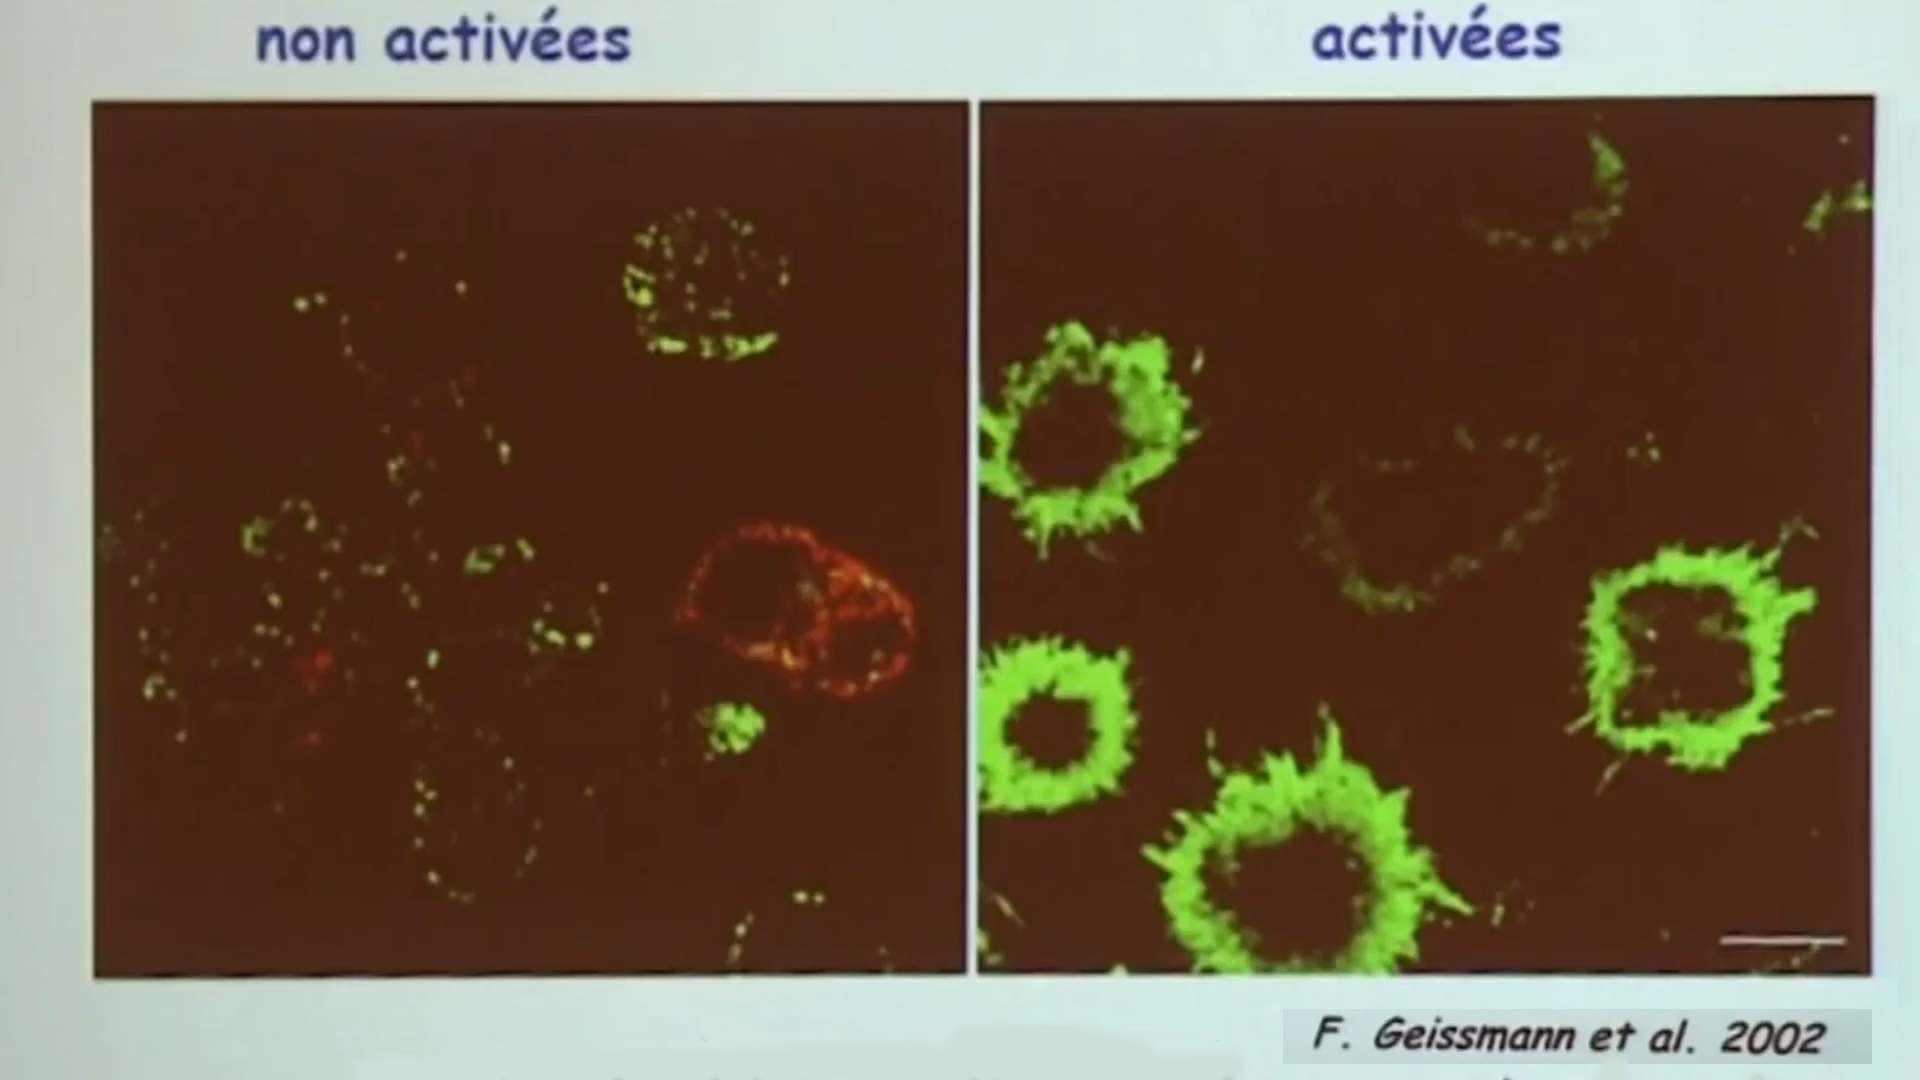 non activées
activées
F. Geissmann et al. 2002